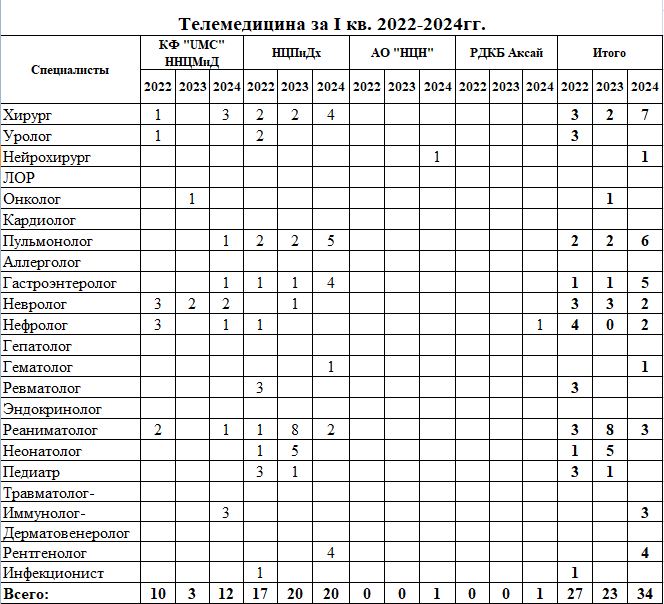 Телемедицина за I кв. 2022-2024гг.
Специалисты КФ "UMC" ННЦМиД НЦПиДх АО "НЦН" РДКБ Аксай Итого
2022 2023 2024 2022 2023 2024 2022 2023 2024 2022 2023 2024 2022 2023 2024
Хирург 1 3 2 2 4 3 2 7
Уролог 1 2 3
Нейрохирург 1 1
ЛОР
Онколог 1 1
Кардиолог
Пульмонолог 1 2 2 5 2 2 6
Аллерголог
Гастроэнтеролог 1 1 1 4 1 1 5
Невролог 3 2 2 1 3 3 2
Нефролог 3 1 1 1 4 0 2
Гепатолог
Гематолог 1 1
Ревматолог 3 3
Эндокринолог
Реаниматолог 2 1 1 8 2 3 8 3
Неонатолог 1 5 1 5
Педиатр 3 1 3 1
Травматолог-
Иммунолог- 3 3
Дерматовенеролог
Рентгенолог 4 4
Инфекционист 1 1
Всего: 10 3 12 17 20 20 0 0 1 0 0 1 27 23 34